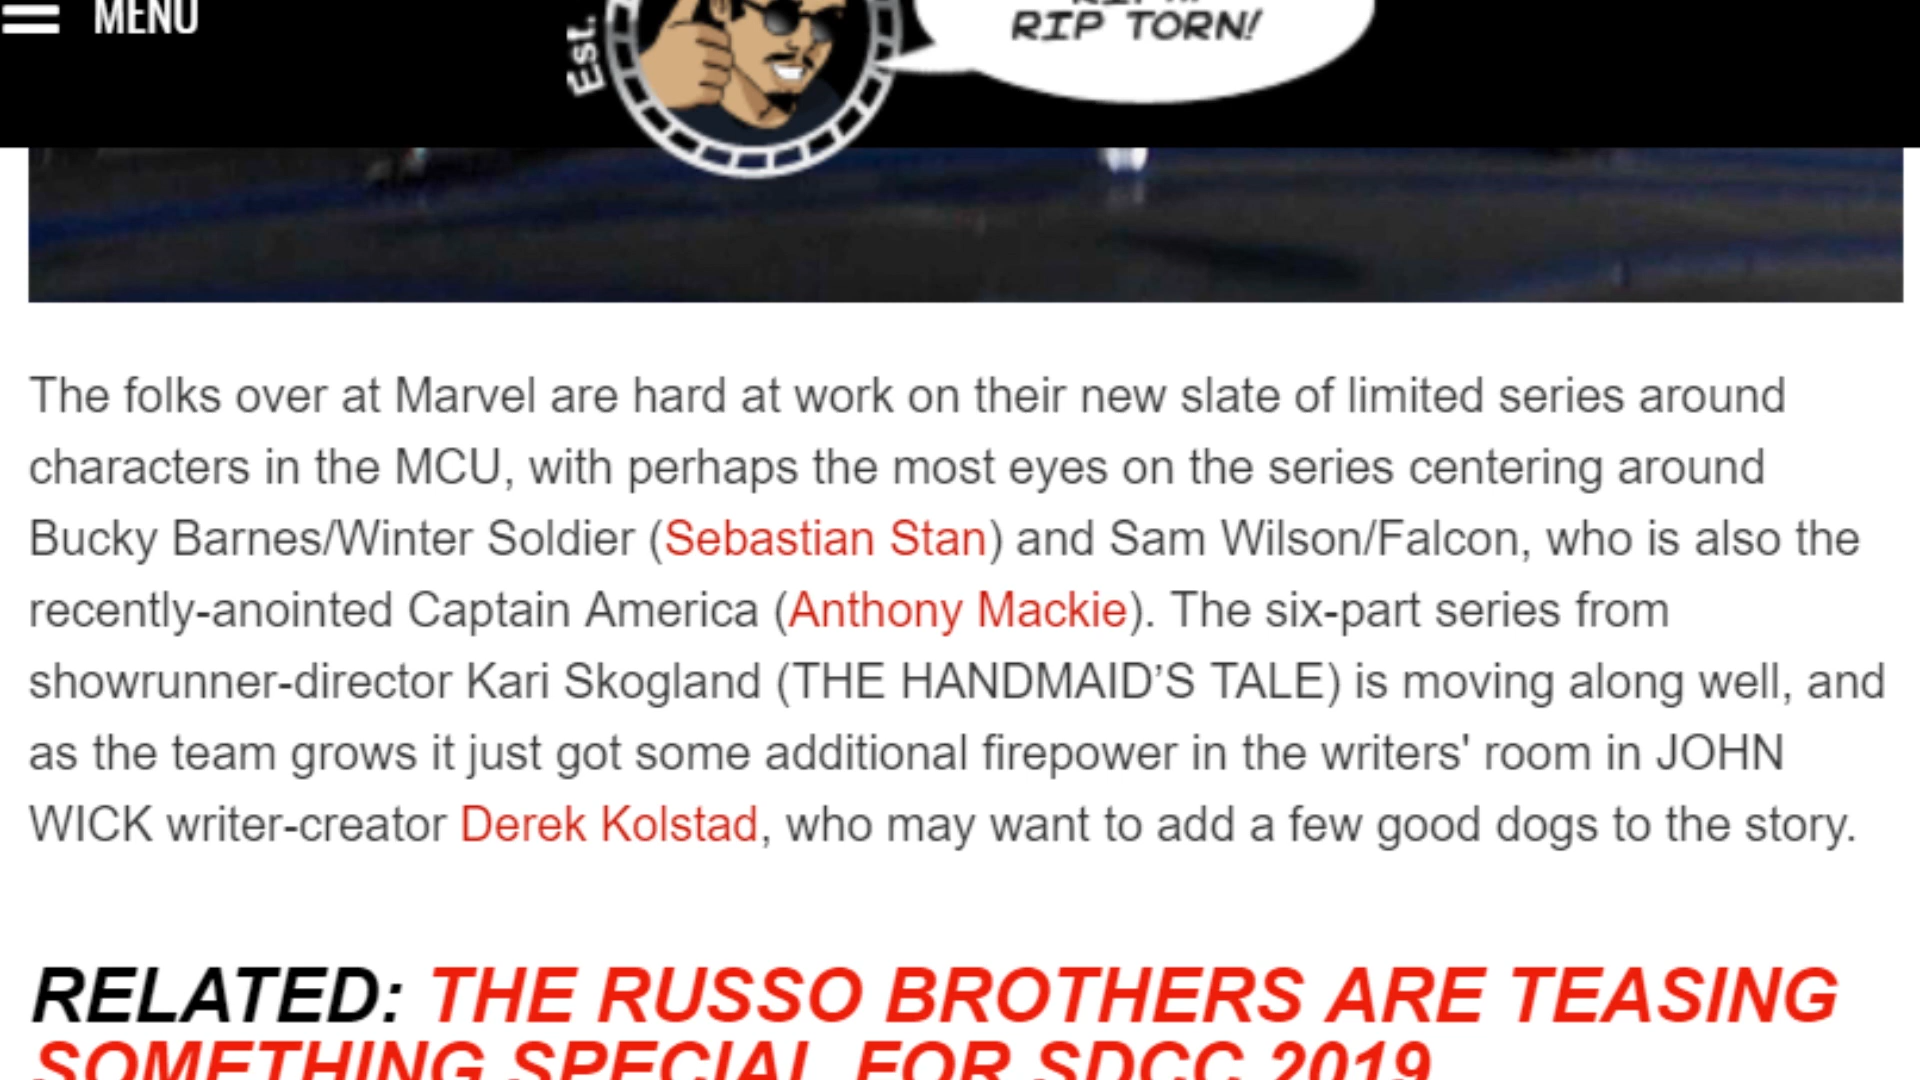 MENU
Est.
RIP TORN!
The folks over at Marvel are hard at work on their new slate of limited series around
characters in the MCU, with perhaps the most eyes on the series centering around
Bucky Barnes/Winter Soldier (Sebastian Stan) and Sam Wilson/Falcon, who is also the
recently-anointed Captain America (Anthony Mackie). The six-part series from
showrunner-director Kari Skogland (THE HANDMAID’S TALE) is moving along well, and
as the team grows it just got some additional firepower in the writers' room in JOHN
WICK writer-creator Derek Kolstad, who may want to add a few good dogs to the story.
RELATED: THE RUSSO BROTHERS ARE TEASING
SOMETHING SPECIAL FOR SDCC 2019